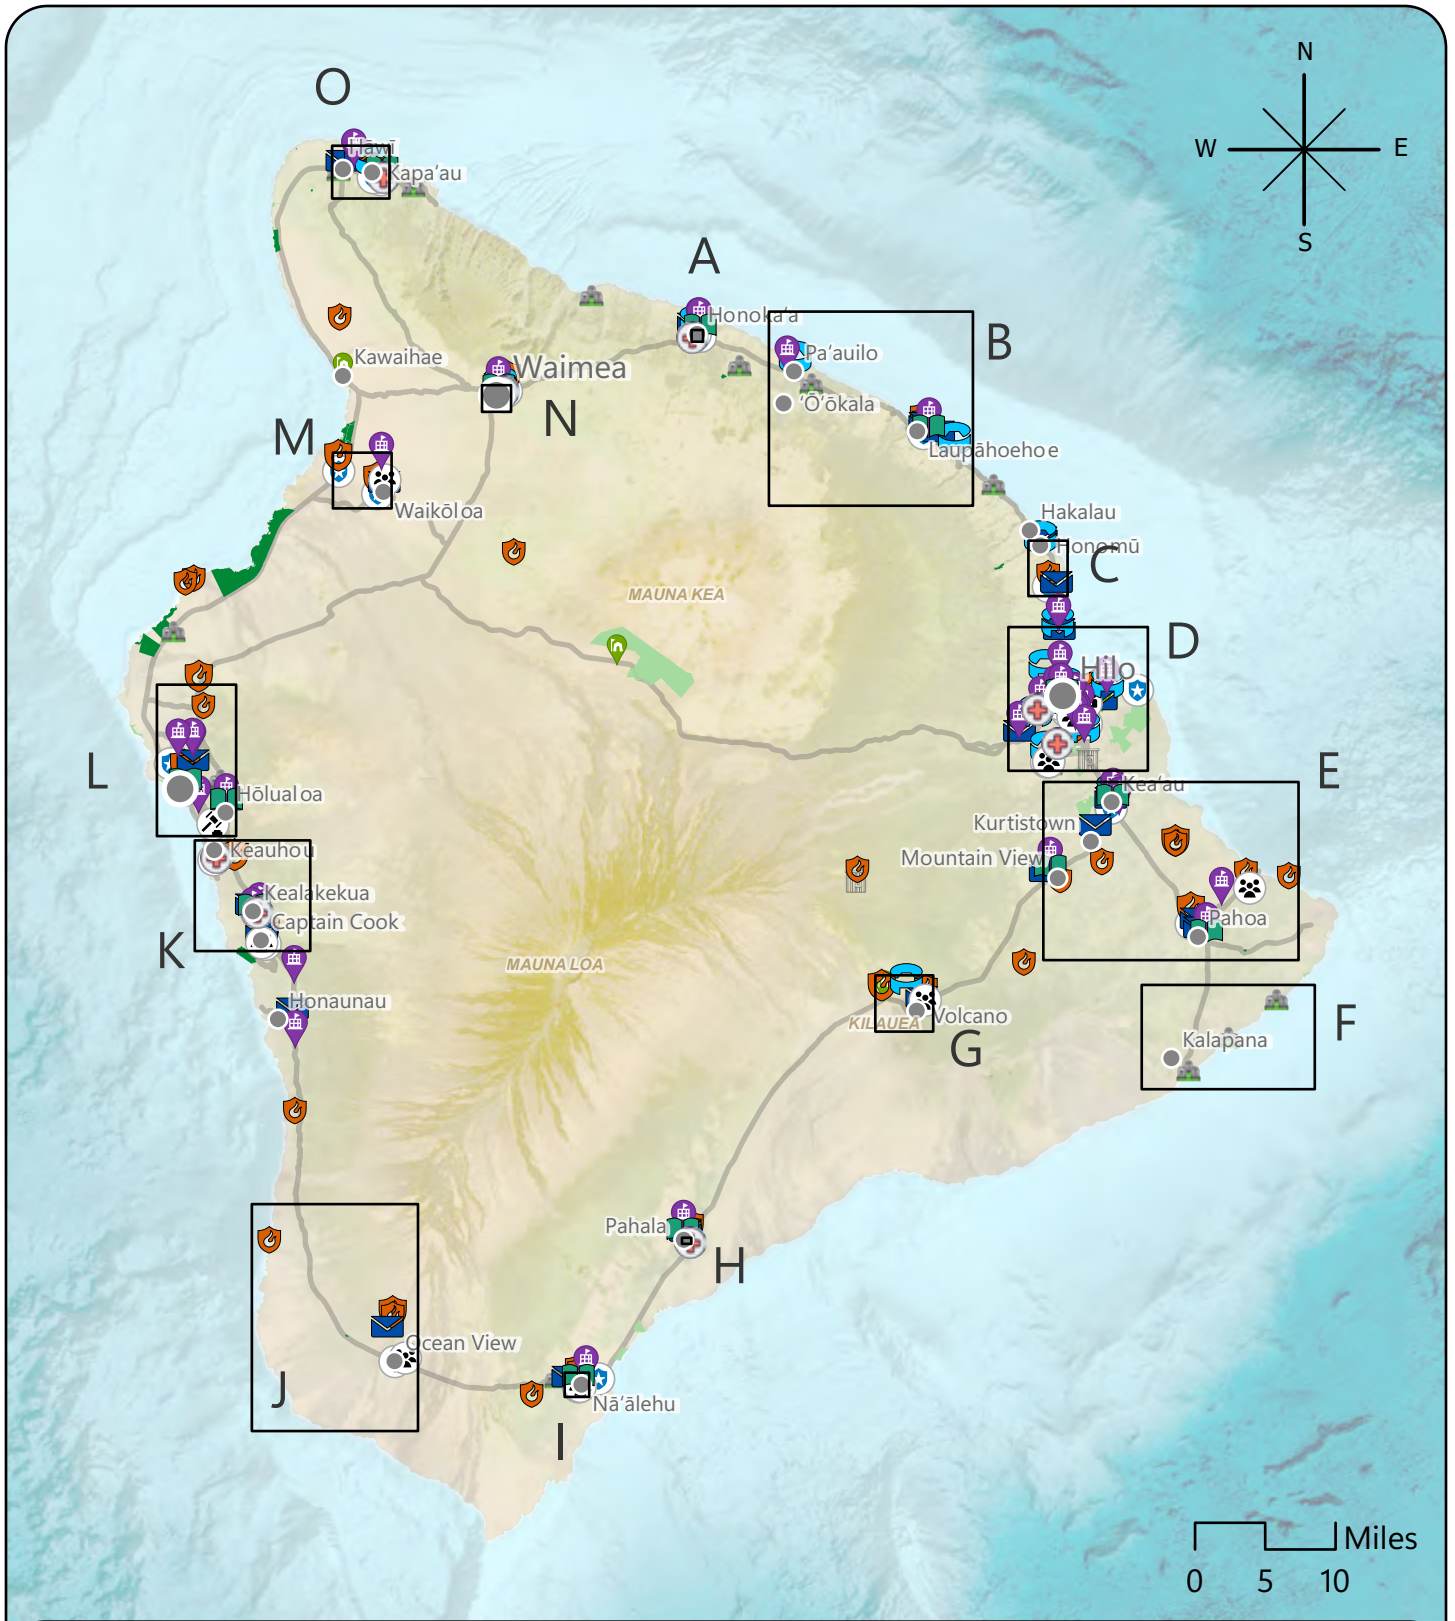 N
W E
S
O
Hāwī
Kapa‘au
A
Honoka‘a
B
Pa‘auilo
‘Ō‘ōkala
Laupāhoehoe
Kawaihae
Waimea
N
M
Waikōloa
Hakalau
Honomū
C
MAUNA KEA
D
Hilo
E
Kea‘au
Kurtistown
Mountain View
Pahoa
L
Hōlualoa
Keauhou
Kealakekua
Captain Cook
K
Honaunau
MAUNA LOA
KILAUEA
Volcano
G
F
Kalapana
Pahala
H
Ocean View
J
Nā‘ālehu
I
Miles
0 5 10